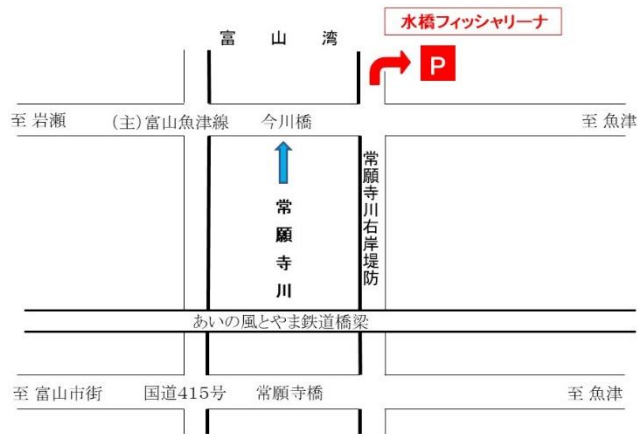 水橋フィッシャリーナ
富山湾
P
至 岩瀬
(主)富山魚津線
今川橋
至 魚津
常願寺川
常願寺川右岸堤防
あいの風とやま鉄道橋梁
至 富山市街
国道415号
常願寺橋
至 魚津